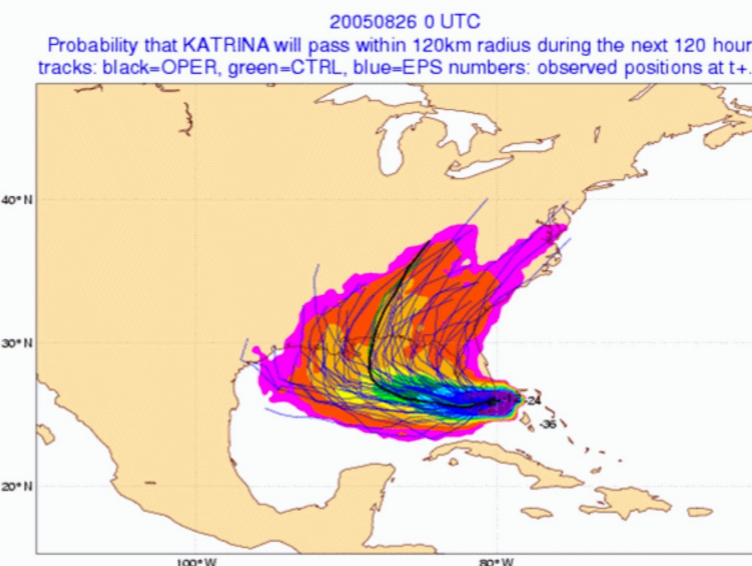 20050826 0 UTC
Probability that KATRINA will pass within 120km radius during the next 120 hour
tracks: black=OPER, green=CTRL, blue=EPS numbers: observed positions at t+..
40°N
30°N
-24
-36
20°N
100°W
80°W